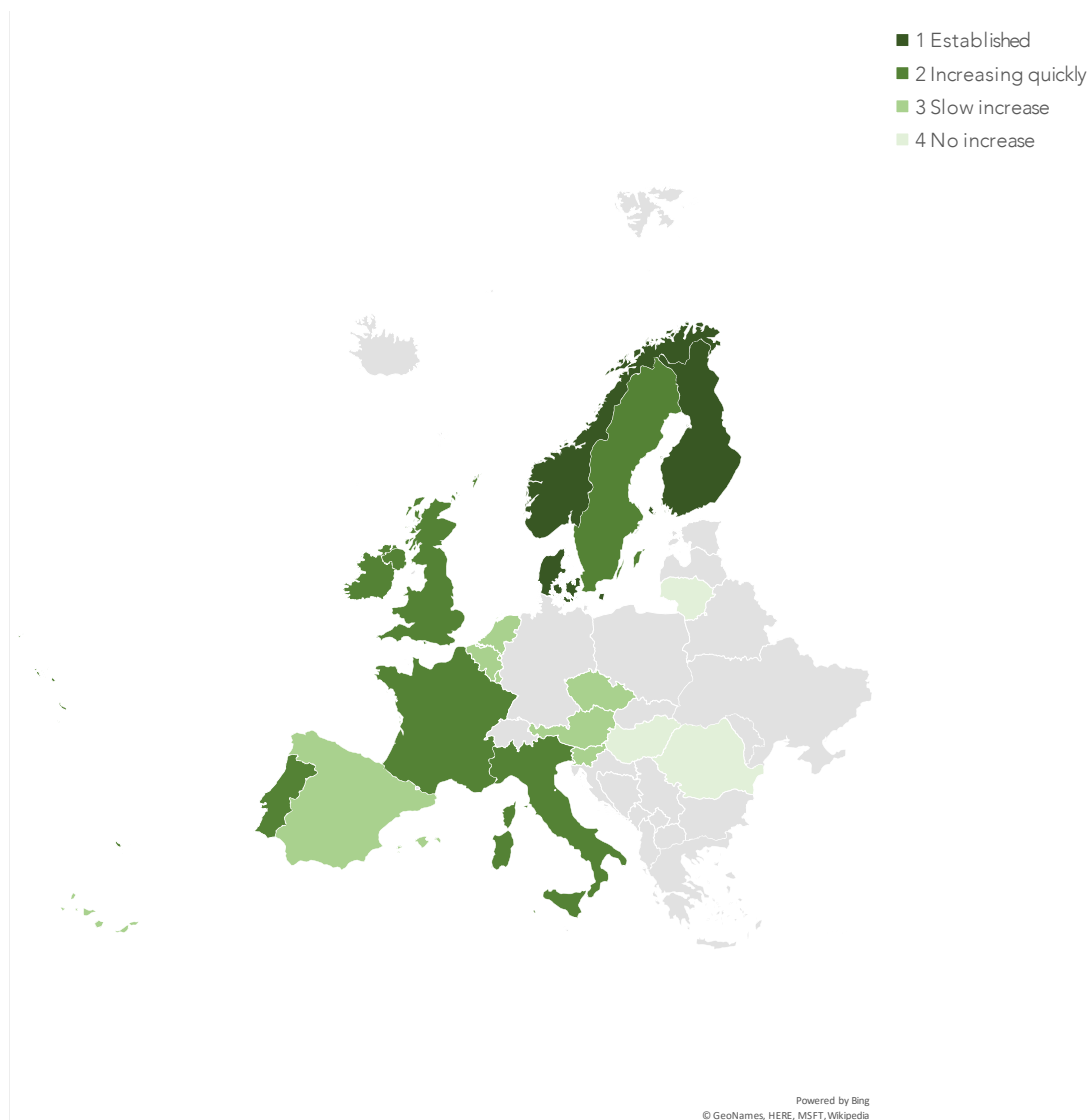 1 Established
2 Increasing quickly
3 Slow increase
4 No increase
Powered by Bing
© GeoNames, HERE, MSFT, Wikipedia